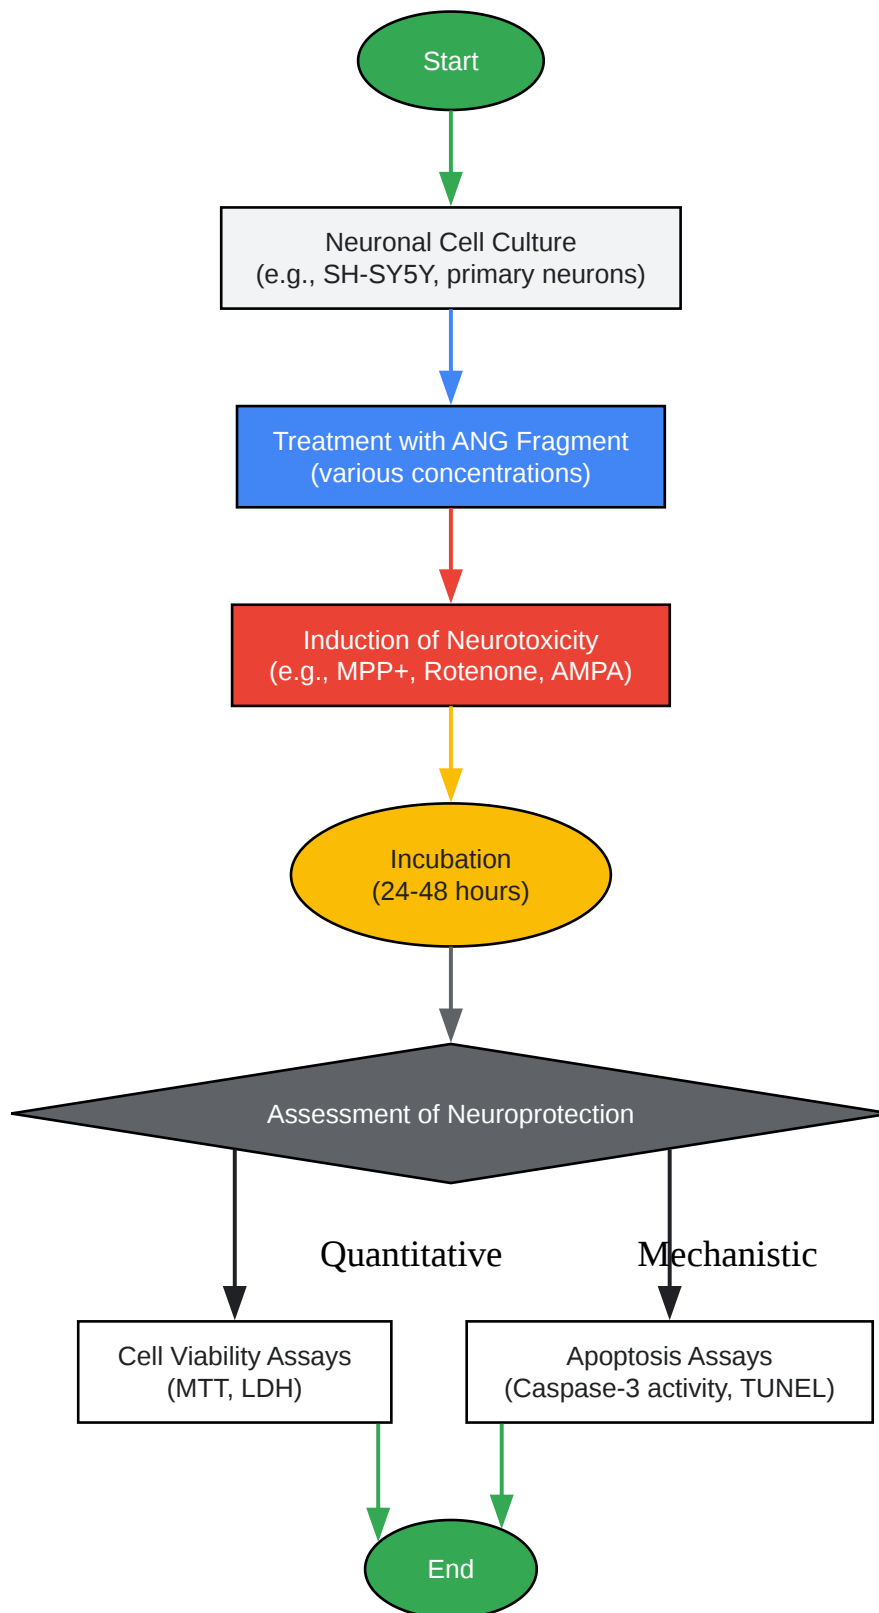 Start
Neuronal Cell Culture
(e.g., SH-SY5Y, primary neurons)
Treatment with ANG Fragment
(various concentrations)
Induction of Neurotoxicity
(e.g., MPP+, Rotenone, AMPA)
Incubation
(24-48 hours)
Assessment of Neuroprotection
Quantitative
Mechanistic
Cell Viability Assays
(MTT, LDH)
Apoptosis Assays
(Caspase-3 activity, TUNEL)
End